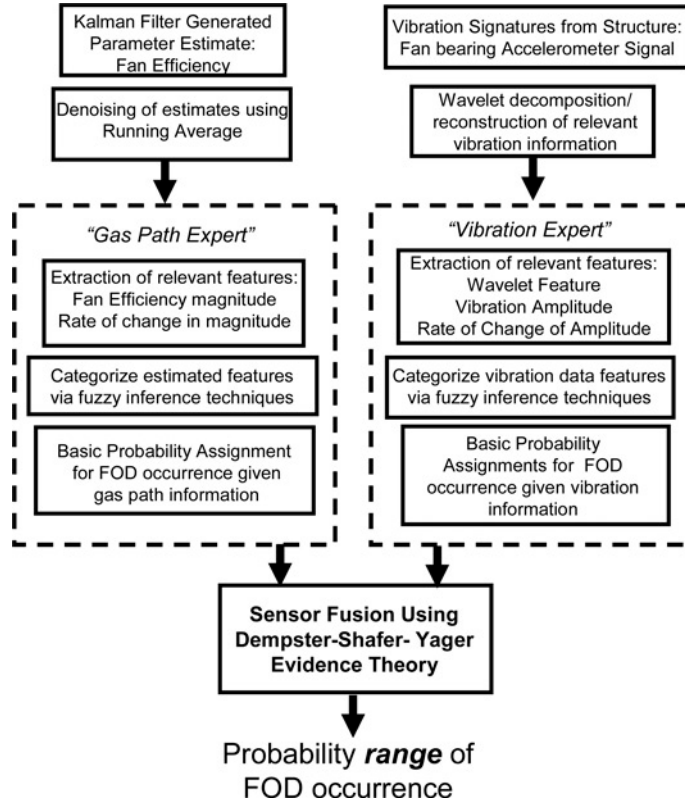 Kalman Filter Generated
Parameter Estimate:
Fan Efficiency
Denoising of estimates using
Running Average
"Gas Path Expert"
Extraction of relevant features:
Fan Efficiency magnitude
Rate of change in magnitude
Categorize estimated features
via fuzzy inference techniques
Basic Probability Assignment
for FOD occurrence given
gas path information
Vibration Signatures from Structure:
Fan bearing Accelerometer Signal
Wavelet decomposition/
reconstruction of relevant
vibration information
"Vibration Expert"
Extraction of relevant features:
Wavelet Feature
Vibration Amplitude
Rate of Change of Amplitude
Categorize vibration data features
via fuzzy inference techniques
Basic Probability
Assignments for FOD
occurrence given vibration
information
Sensor Fusion Using
Dempster-Shafer- Yager
Evidence Theory
Probability range of
FOD occurrence